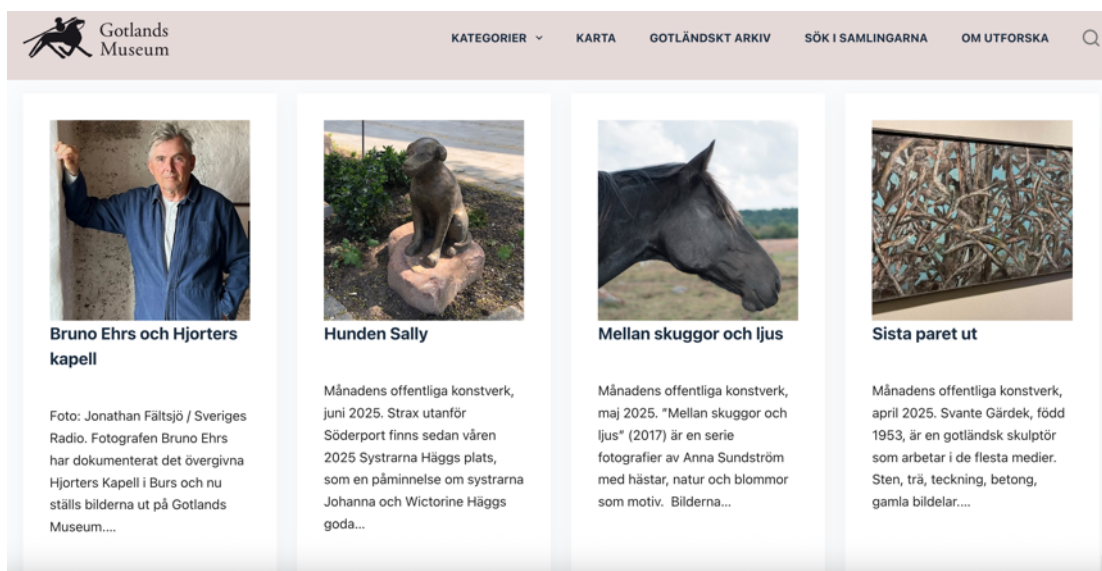 Gotlands
Museum
KATEGORIER
KARTA
GOTLÄNDSKT ARKIV
SÖK I SAMLINGARNA
OM UTFORSKA
Bruno Ehrs och Hjorters
kapell
Foto: Jonathan Fältsjö / Sveriges
Radio. Fotografen Bruno Ehrs
har dokumenterat det övergivna
Hjorters Kapell i Burs och nu
ställs bilderna ut på Gotlands
Museum....
Hunden Sally
Månadens offentliga konstverk,
juni 2025. Strax utanför
Söderport finns sedan våren
2025 Systrarna Häggs plats,
som en påminnelse om systrarna
Johanna och Wictorine Häggs
goda...
Mellan skuggor och ljus
Månadens offentliga konstverk,
maj 2025. ”Mellan skuggor och
ljus” (2017) är en serie
fotografier av Anna Sundström
med hästar, natur och blommor
som motiv.  Bilderna...
Sista paret ut
Månadens offentliga konstverk,
april 2025. Svante Gärdek, född
1953, är en gotländsk skulptör
som arbetar i de flesta medier.
Sten, trä, teckning, betong,
gamla bildelar....